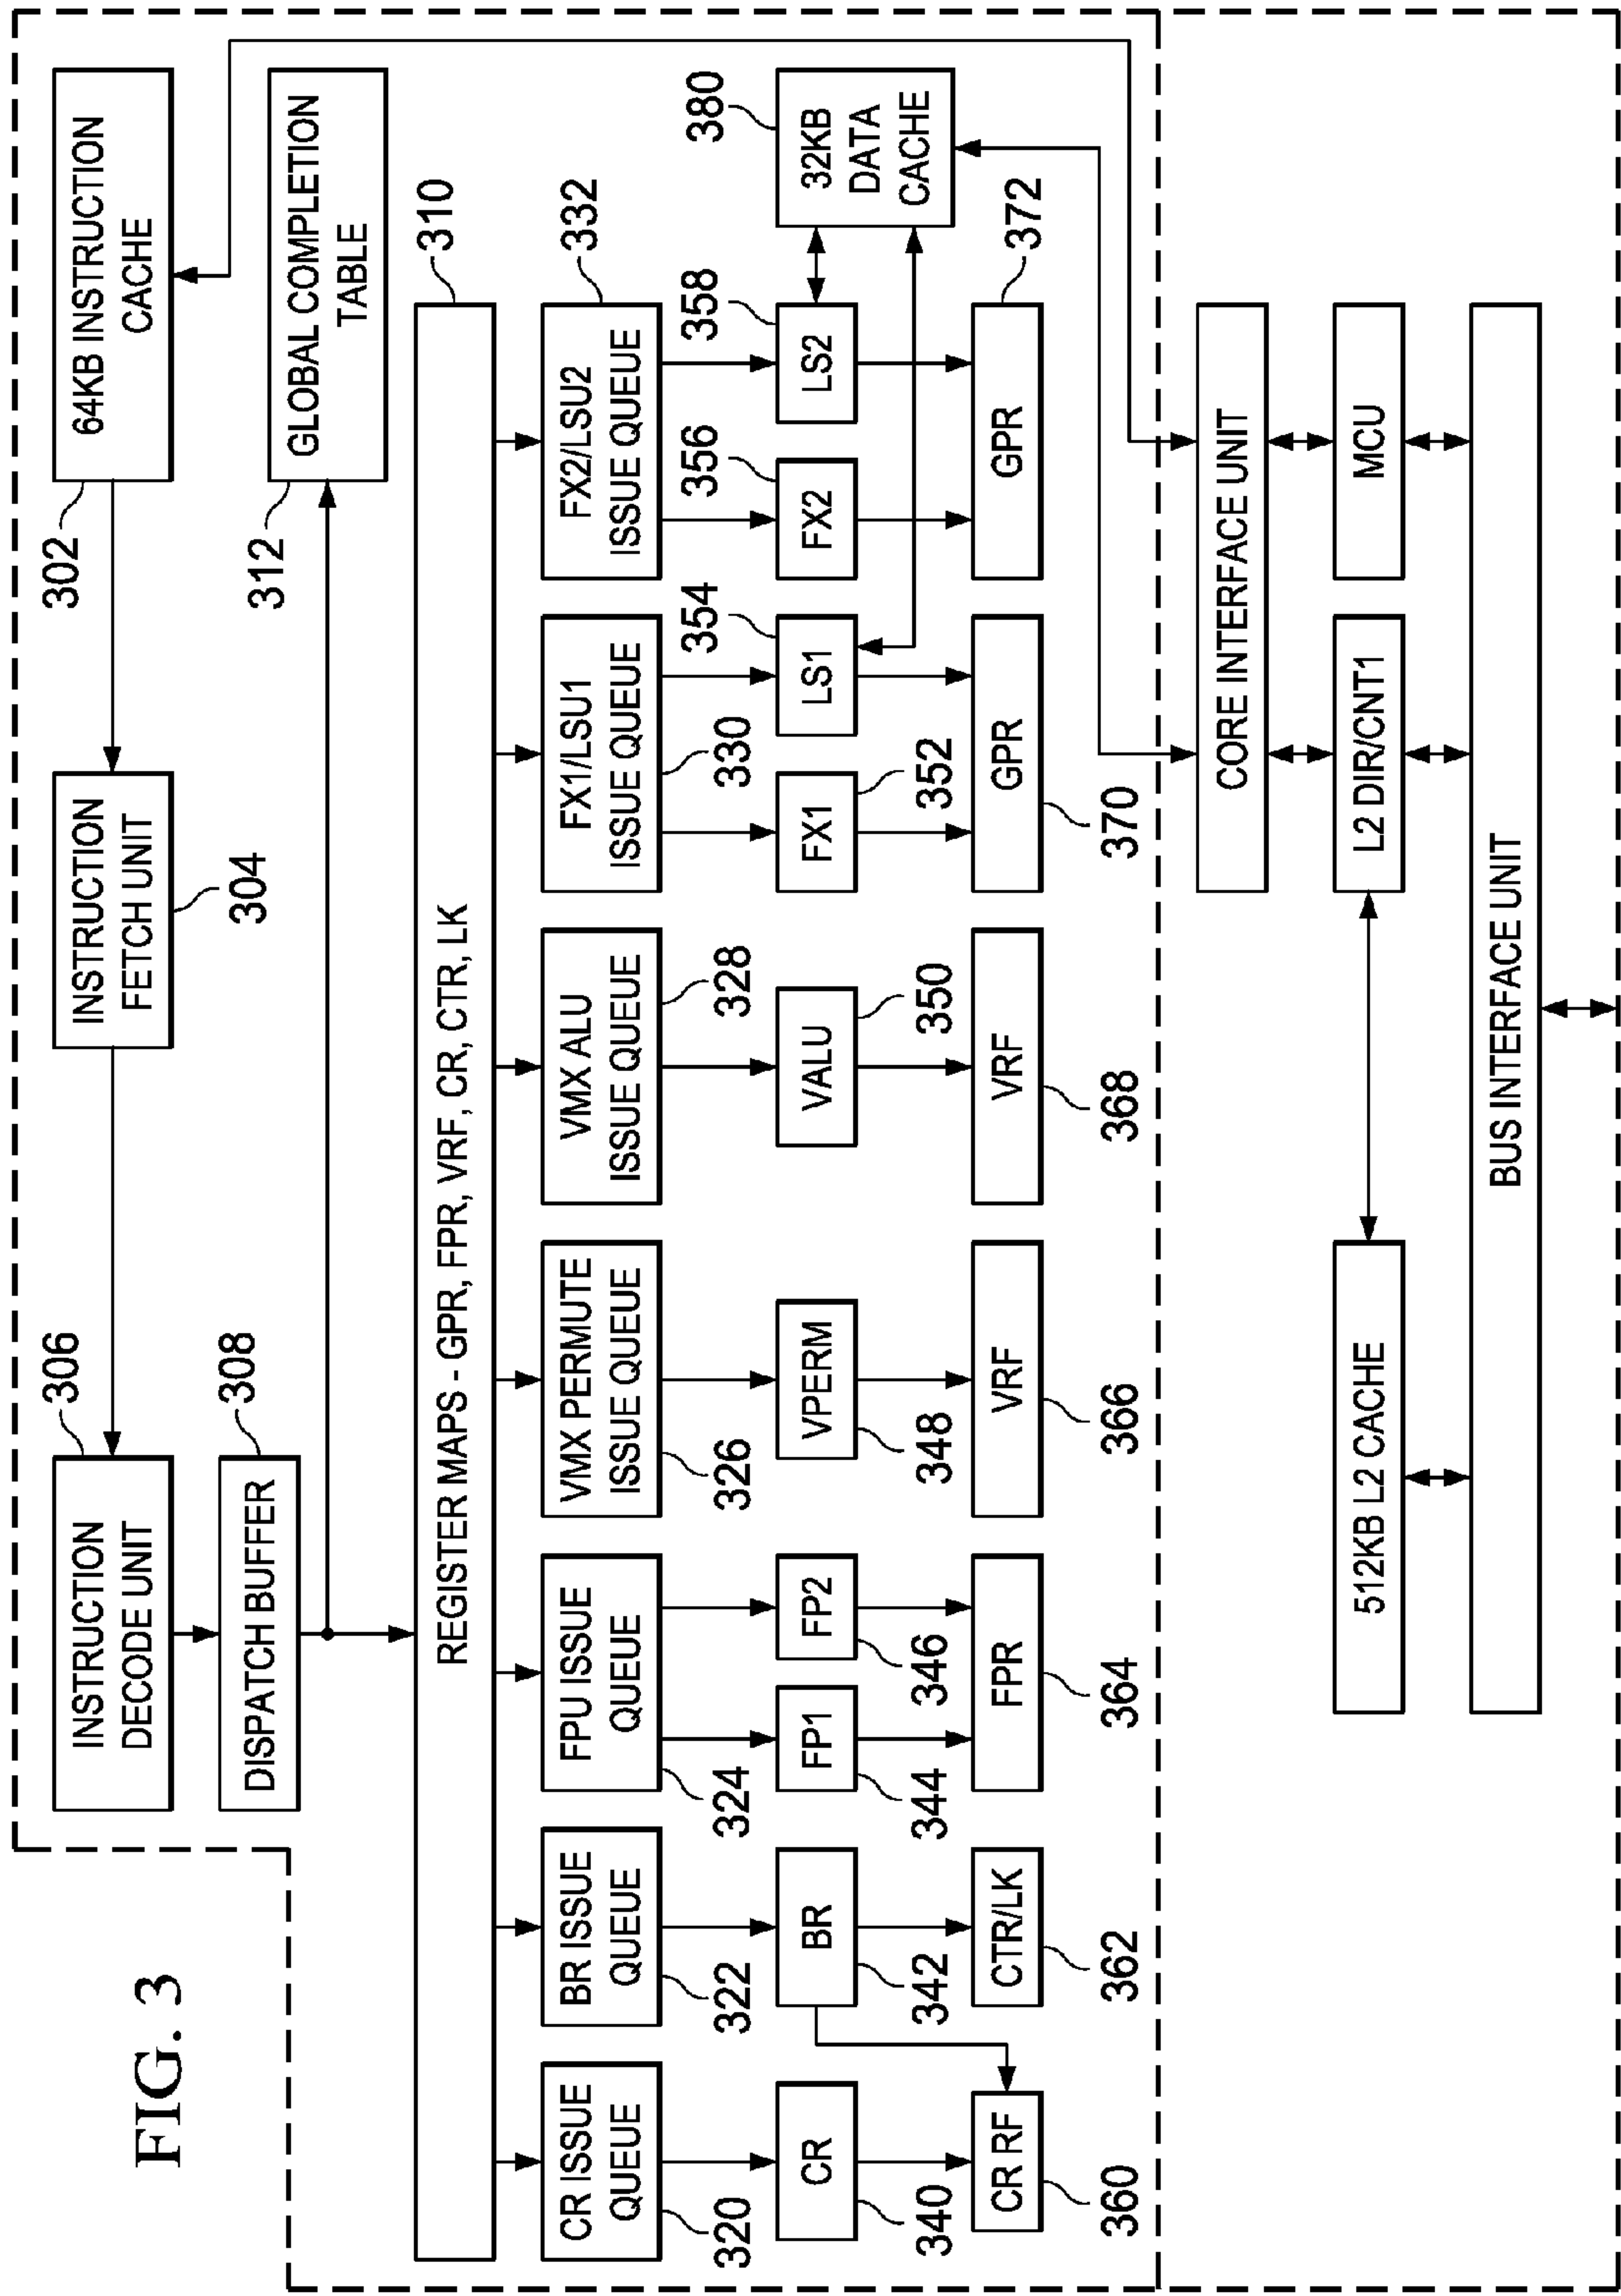 FIG. 3
INSTRUCTION
DECODE UNIT
306
INSTRUCTION
FETCH UNIT
304
64KB INSTRUCTION
CACHE
302
DISPATCH BUFFER
308
GLOBAL COMPLETION
TABLE
312
REGISTER MAPS - GPR, FPR, VRF, CR, CTR, LK
310
CR ISSUE
QUEUE
320
BR ISSUE
QUEUE
322
FPU ISSUE
QUEUE
324
VMX PERMUTE
ISSUE QUEUE
326
VMX ALU
ISSUE QUEUE
328
FX1/LSU1
ISSUE QUEUE
330
FX2/LSU2
ISSUE QUEUE
332
CR
340
BR
342
FP1
344
FP2
346
VPERM
348
VALU
350
FX1
352
LS1
354
FX2
356
LS2
358
32KB
DATA
CACHE
380
CR RF
360
CTR/LK
362
FPR
364
VRF
366
VRF
368
GPR
370
GPR
372
CORE INTERFACE UNIT
512KB L2 CACHE
L2 DIR/CNT1
MCU
BUS INTERFACE UNIT